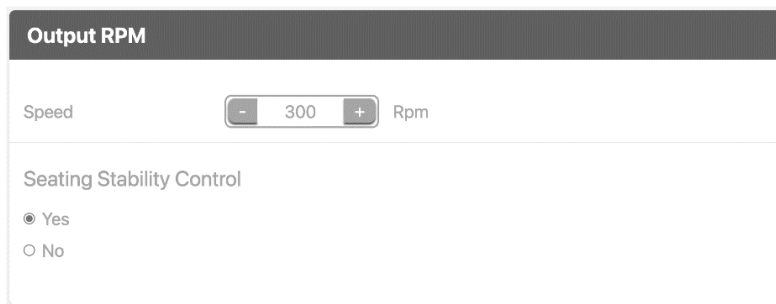 Output RPM
Speed - 300 + Rpm
Seating Stability Control
Yes
No